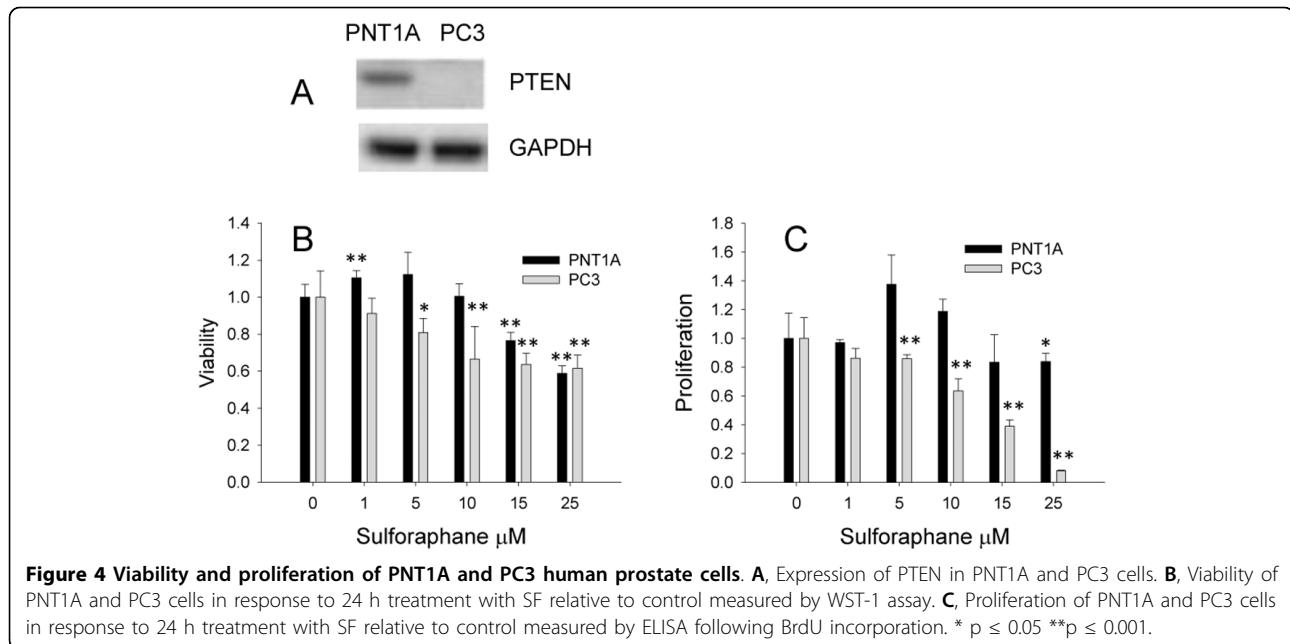 PNT1A PC3
A
PTEN
GAPDH
B
PNT1A
PC3
Viability
1.4
1.2
1.0
0.8
0.6
0.4
0.2
0.0
** * ** ** ** ** **
0 1 5 10 15 25
Sulforaphane μM
C
PNT1A
PC3
Proliferation
1.8
1.6
1.4
1.2
1.0
0.8
0.6
0.4
0.2
0.0
** ** ** * **
0 1 5 10 15 25
Sulforaphane μM
Figure 4 Viability and proliferation of PNT1A and PC3 human prostate cells. A, Expression of PTEN in PNT1A and PC3 cells. B, Viability of
PNT1A and PC3 cells in response to 24 h treatment with SF relative to control measured by WST-1 assay. C, Proliferation of PNT1A and PC3 cells
in response to 24 h treatment with SF relative to control measured by ELISA following BrdU incorporation. * p ≤ 0.05 **p ≤ 0.001.